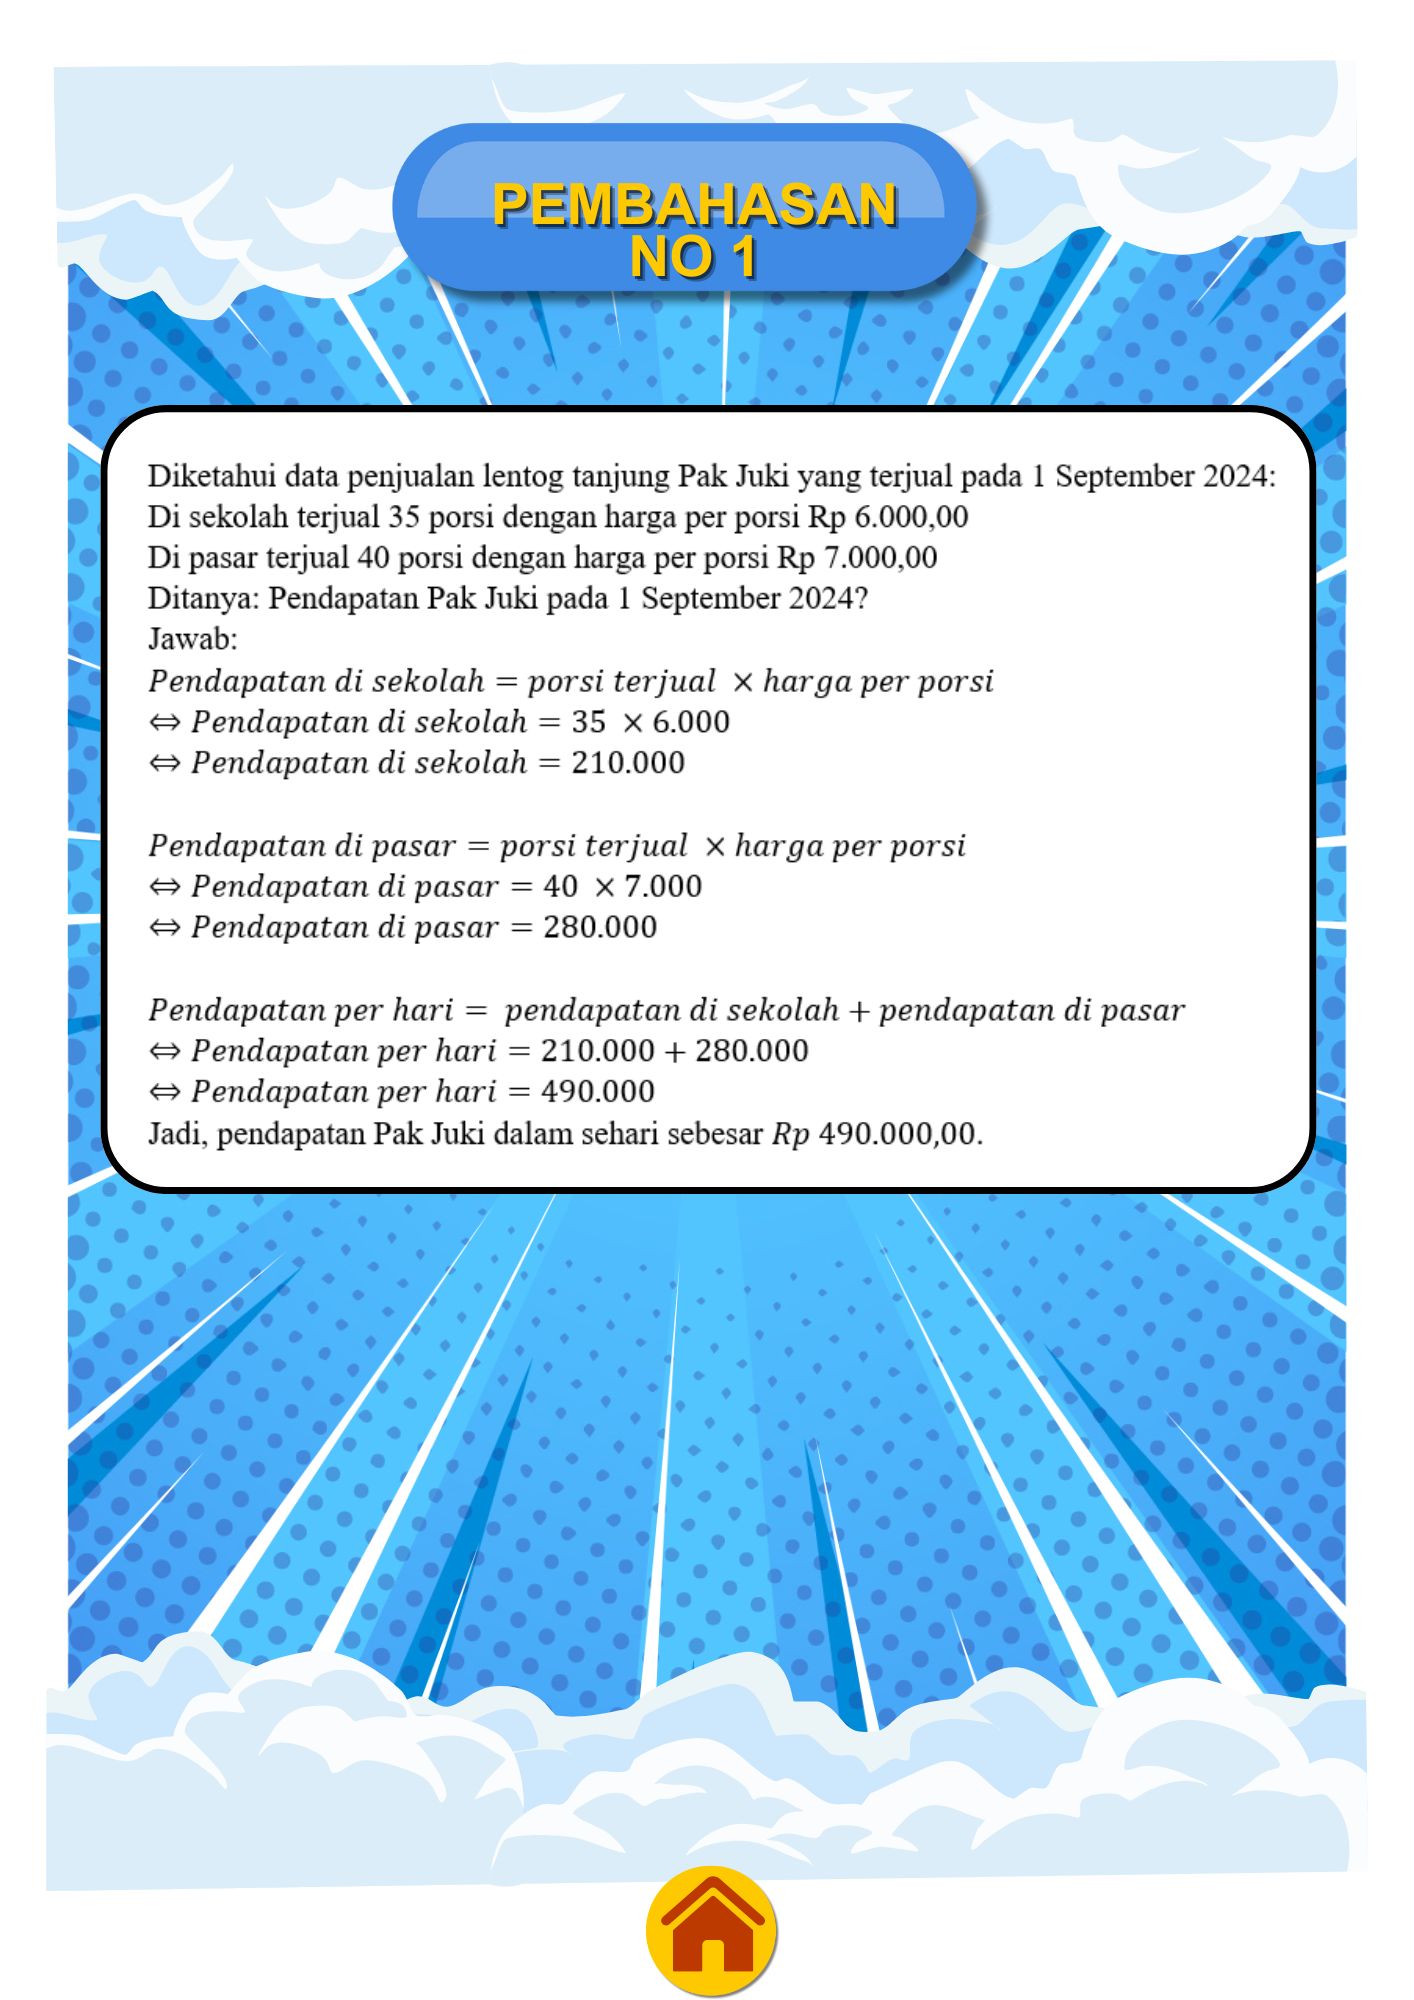 PEMBAHASAN
NO 1
Diketahui data penjualan lentog tanjung Pak Juki yang terjual pada 1 September 2024:
Di sekolah terjual 35 porsi dengan harga per porsi Rp 6.000,00
Di pasar terjual 40 porsi dengan harga per porsi Rp 7.000,00
Ditanya: Pendapatan Pak Juki pada 1 September 2024?
Jawab:
Pendapatan di sekolah = porsi terjual × harga per porsi
⇔ Pendapatan di sekolah = 35 × 6.000
⇔ Pendapatan di sekolah = 210.000
Pendapatan di pasar = porsi terjual × harga per porsi
⇔ Pendapatan di pasar = 40 × 7.000
⇔ Pendapatan di pasar = 280.000
Pendapatan per hari = pendapatan di sekolah + pendapatan di pasar
⇔ Pendapatan per hari = 210.000 + 280.000
⇔ Pendapatan per hari = 490.000
Jadi, pendapatan Pak Juki dalam sehari sebesar Rp 490.000,00.